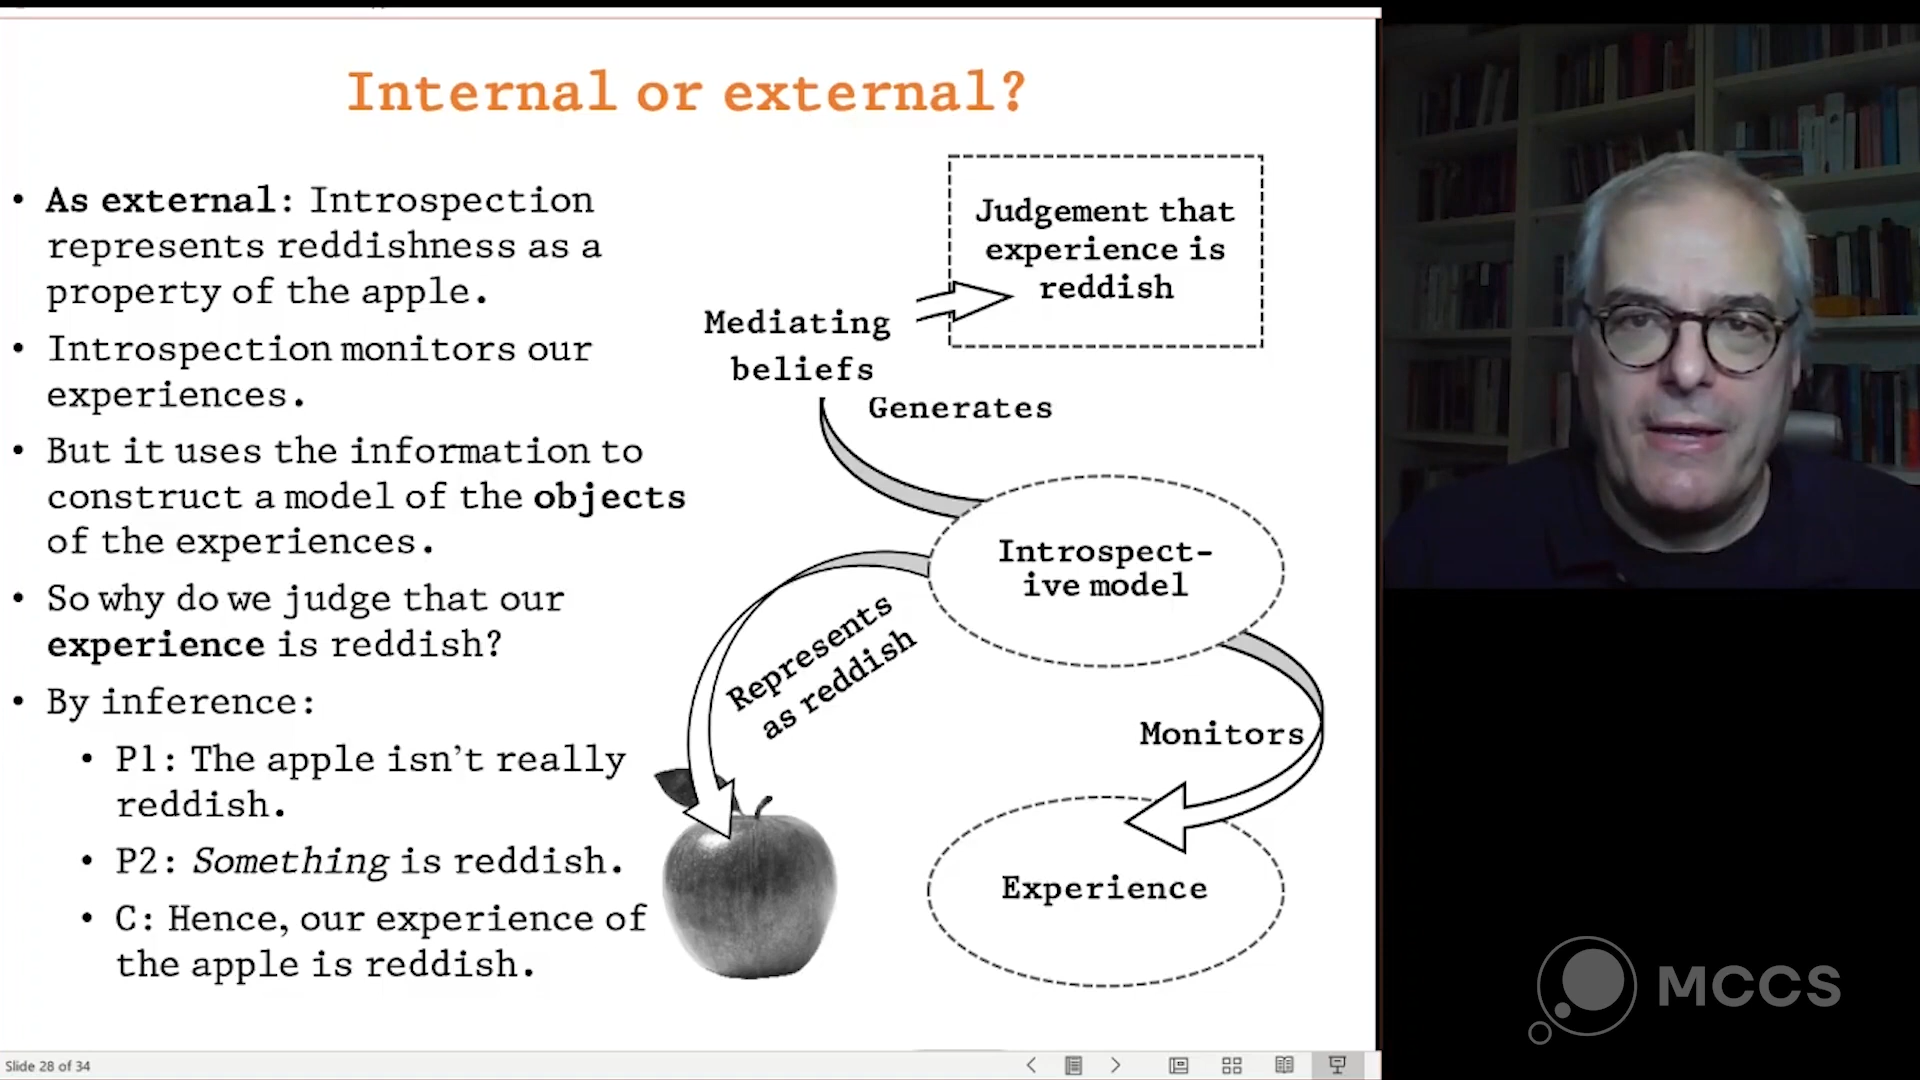 Internal or external?
• As external: Introspection
represents reddishness as a
property of the apple.
• Introspection monitors our
experiences.
• But it uses the information to
construct a model of the objects
of the experiences.
• So why do we judge that our
experience is reddish?
• By inference:
• P1: The apple isn't really
reddish.
• P2: Something is reddish.
• C: Hence, our experience of
the apple is reddish.
Judgement that
experience is
reddish
Mediating
beliefs
Generates
Introspect-
ive model
Represents
as reddish
Monitors
Experience
MCCS
Slide 28 of 34